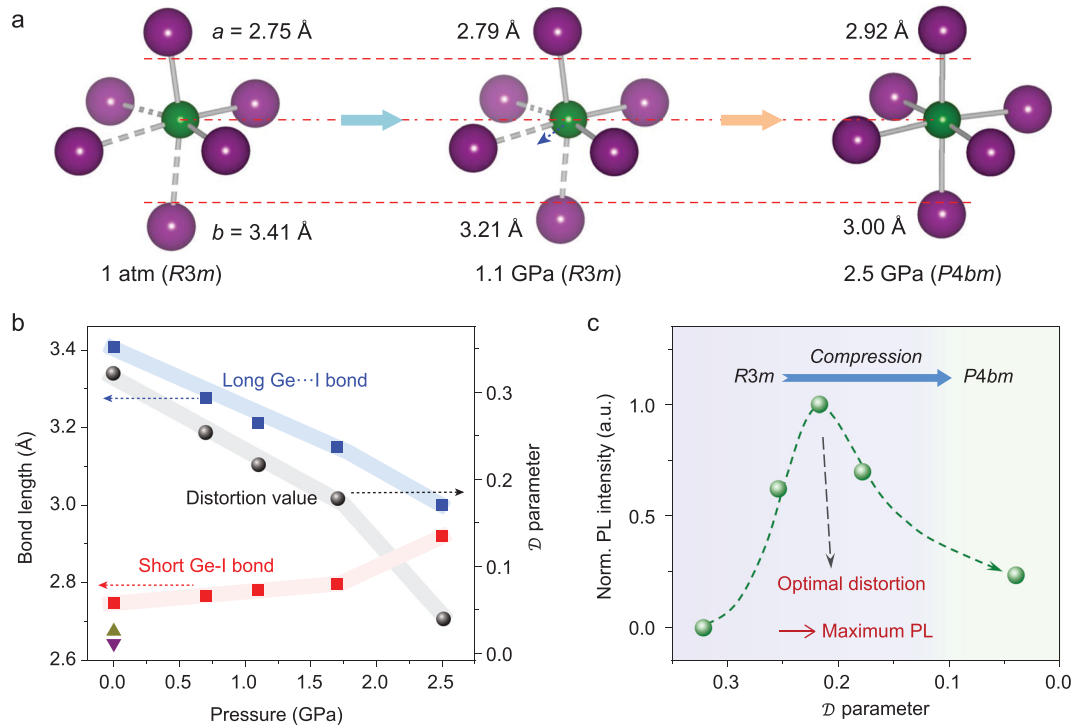 a
a = 2.75 Å
2.79 Å
2.92 Å
b = 3.41 Å
3.21 Å
3.00 Å
1 atm (R3m)
1.1 GPa (R3m)
2.5 GPa (P4bm)
b
3.4
3.2
3.0
2.8
2.6
Bond length (Å)
Long Ge···I bond
Distortion value
Short Ge-I bond
0.3
0.2
0.1
0.0
𝒟 parameter
0.0
0.5
1.0
1.5
2.0
2.5
Pressure (GPa)
c
Compression
R3m
P4bm
1.0
0.5
0.0
Norm. PL intensity (a.u.)
Optimal distortion
Maximum PL
0.3
0.2
0.1
0.0
𝒟 parameter